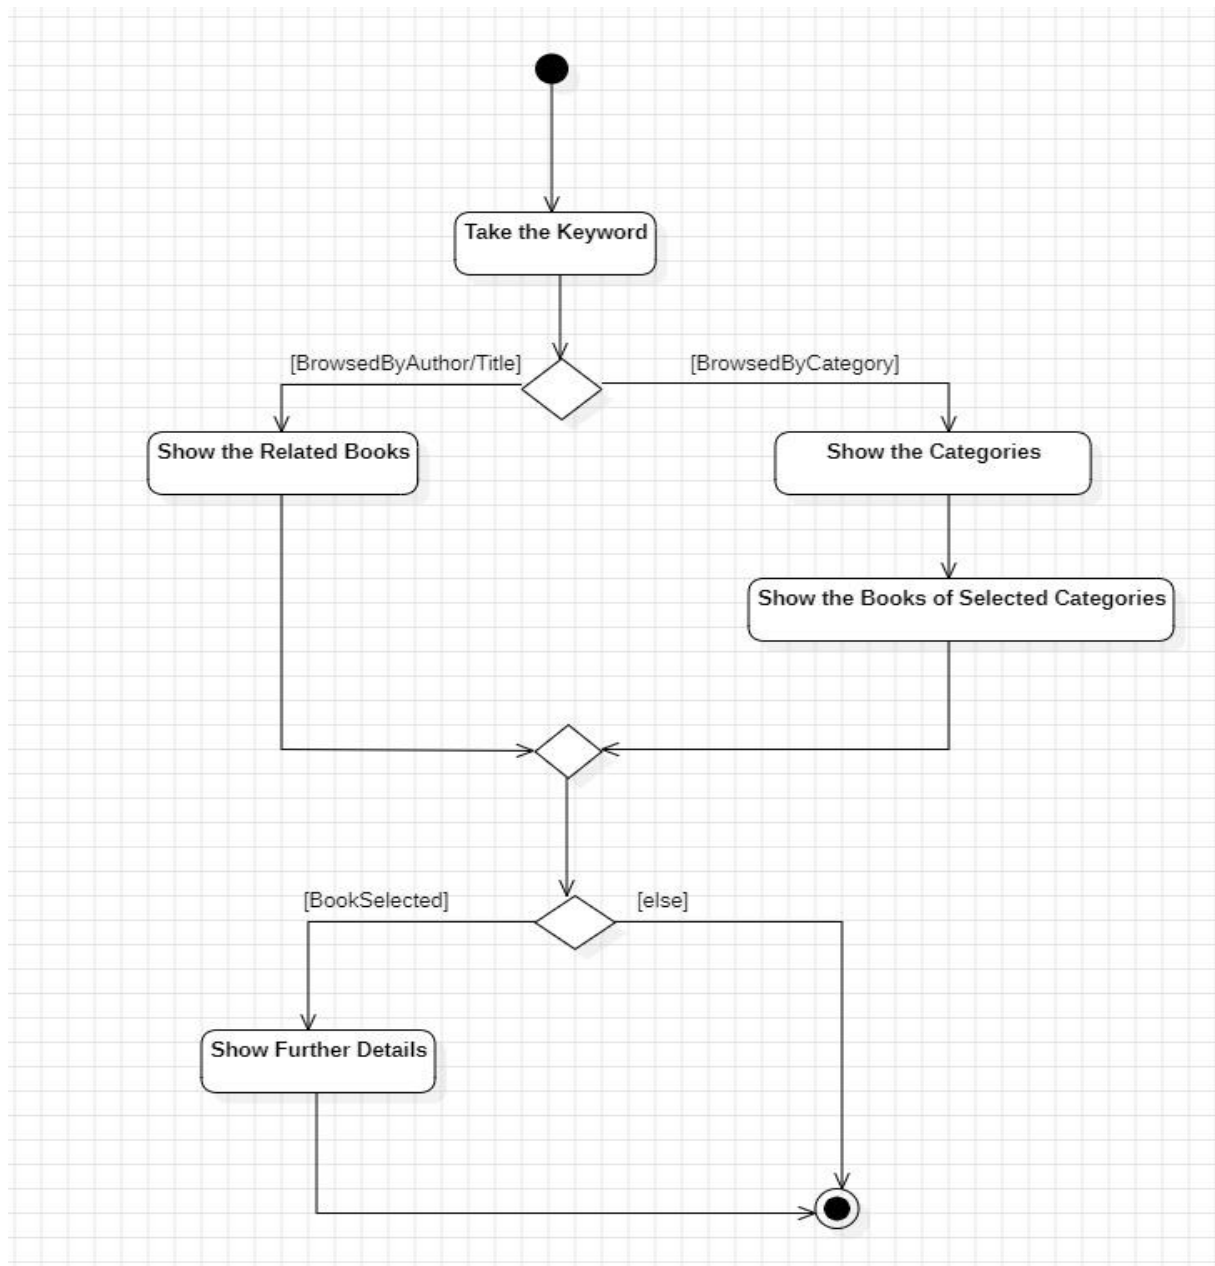 Take the Keyword
[BrowsedByAuthor/Title]
[BrowsedByCategory]
Show the Related Books
Show the Categories
Show the Books of Selected Categories
[BookSelected]
[else]
Show Further Details